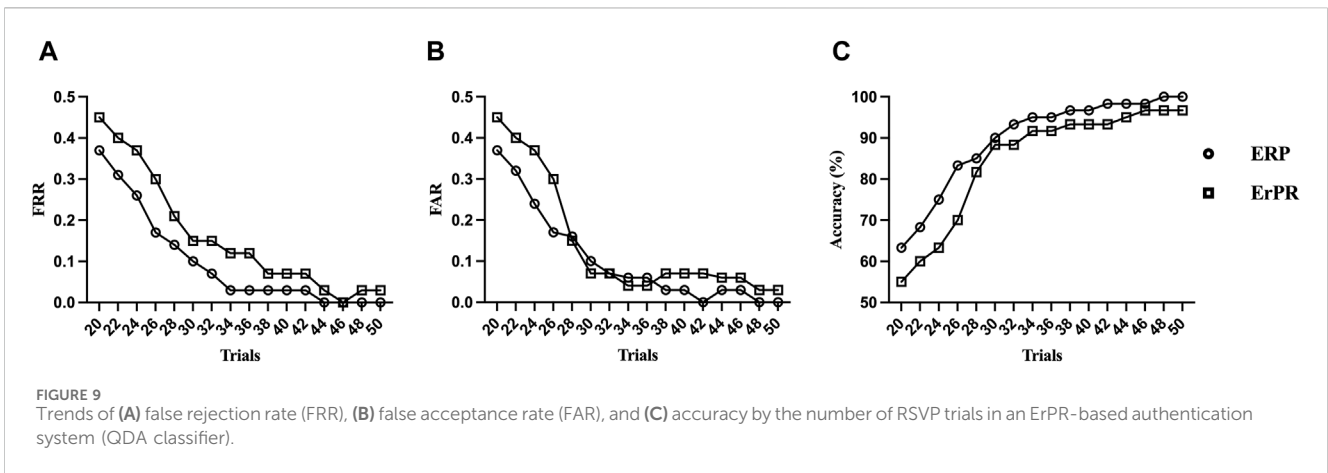 A
B
C
FRR
0.5
0.4
0.3
0.2
0.1
0.0
20 22 24 26 28 30 32 34 36 38 40 42 44 46 48 50
Trials
FAR
0.5
0.4
0.3
0.2
0.1
0.0
20 22 24 26 28 30 32 34 36 38 40 42 44 46 48 50
Trials
Accuracy (%)
100
90
80
70
60
50
20 22 24 26 28 30 32 34 36 38 40 42 44 46 48 50
Trials
ERP
ErPR
FIGURE 9
Trends of (A) false rejection rate (FRR), (B) false acceptance rate (FAR), and (C) accuracy by the number of RSVP trials in an ErPR-based authentication
system (QDA classifier).